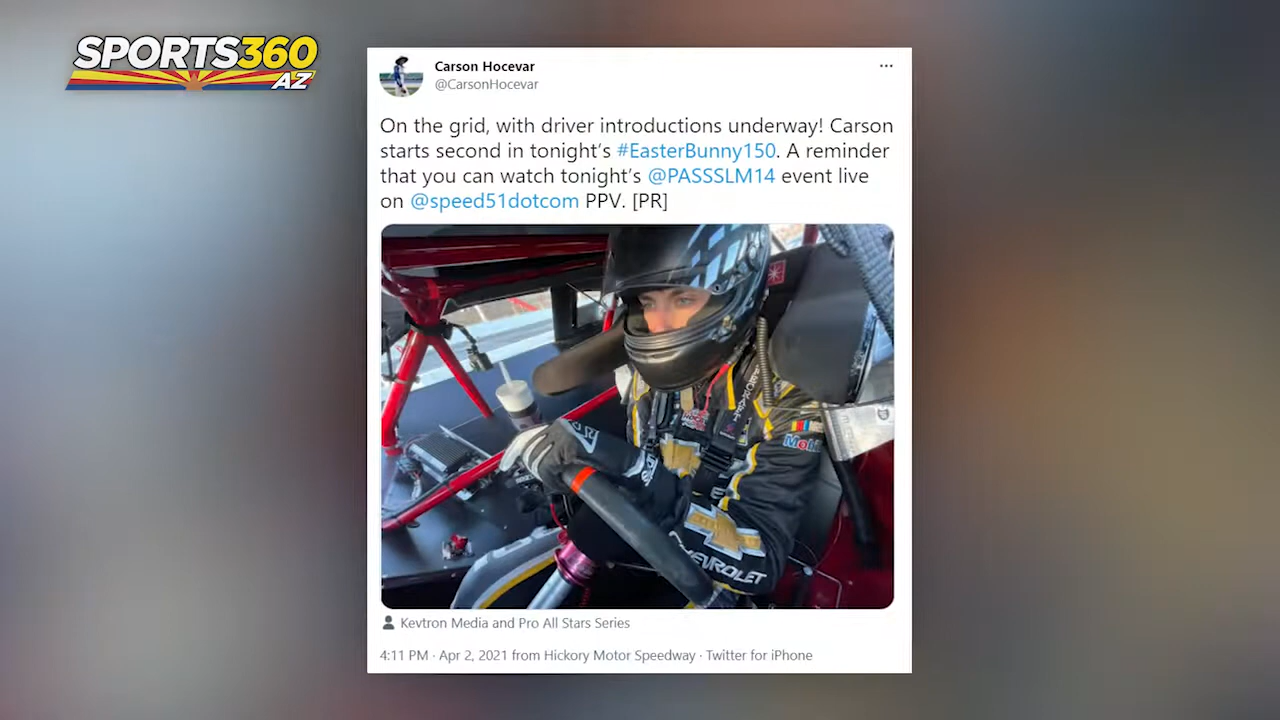 SPORTS360
AZ
Carson Hocevar
@CarsonHocevar
On the grid, with driver introductions underway! Carson
starts second in tonight's #EasterBunny150. A reminder
that you can watch tonight's @PASSSLM14 event live
on @speed51dotcom PPV. [PR]
CHEVROLET
Kevtron Media and Pro All Stars Series
4:11 PM · Apr 2, 2021 from Hickory Motor Speedway · Twitter for iPhone